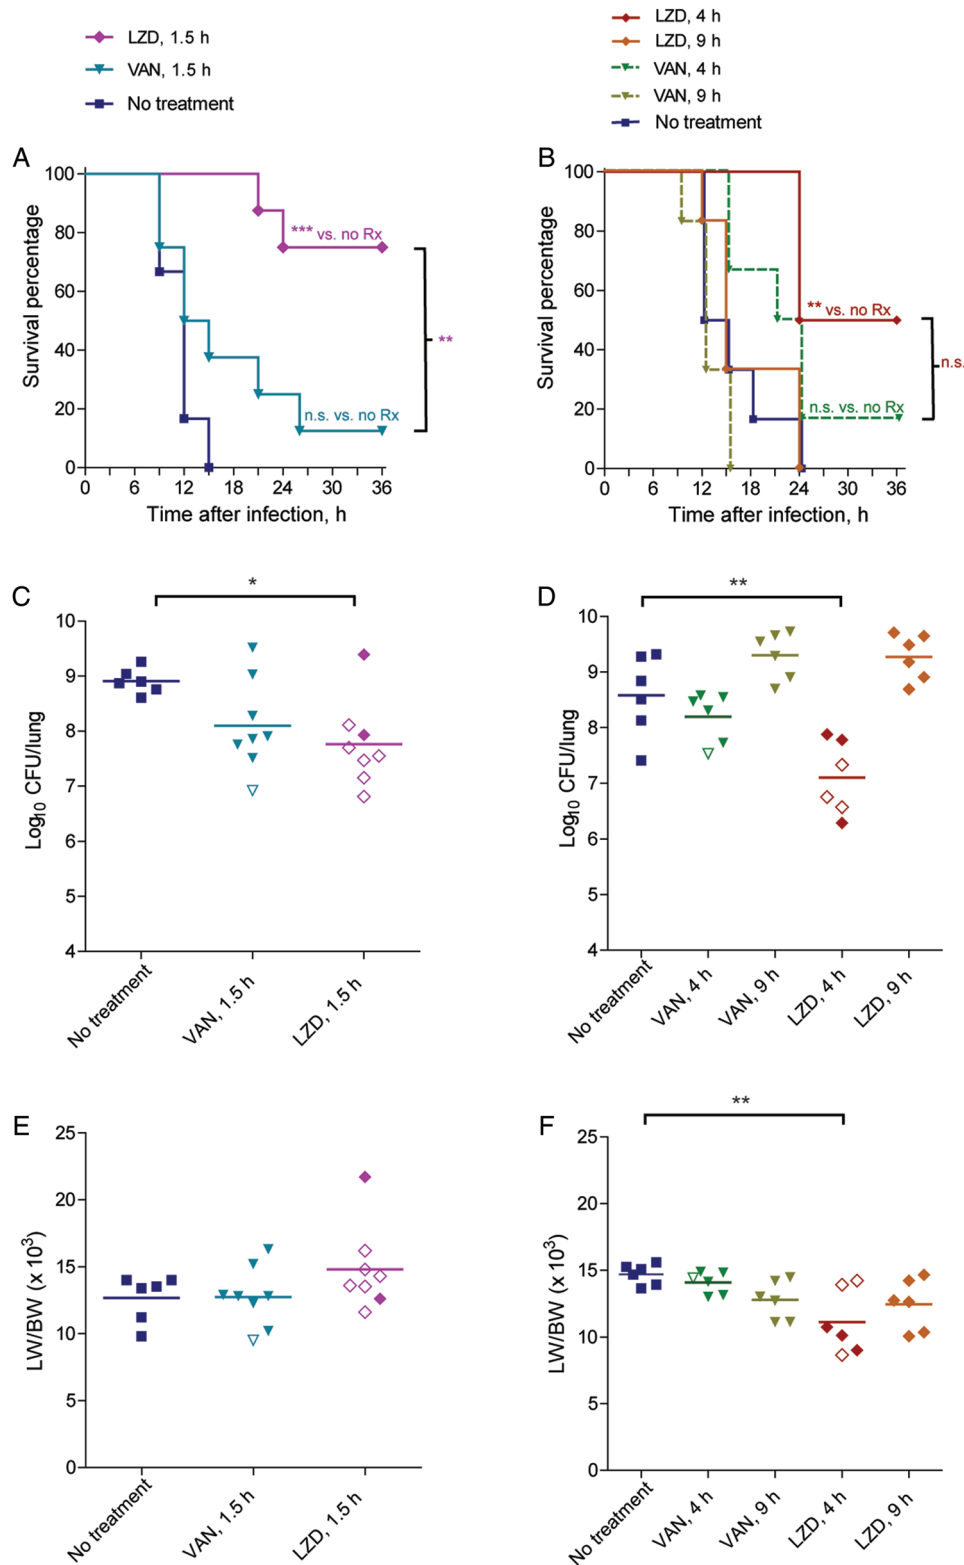 LZD, 1.5 h
VAN, 1.5 h
No treatment
LZD, 4 h
LZD, 9 h
VAN, 4 h
VAN, 9 h
No treatment
A
Survival percentage
100
80
60
40
20
0
*** vs. no Rx
**
n.s. vs. no Rx
0 6 12 18 24 30 36
Time after infection, h
B
Survival percentage
100
80
60
40
20
0
** vs. no Rx
n.s.
n.s. vs. no Rx
0 6 12 18 24 30 36
Time after infection, h
C
*
Log10 CFU/lung
10
9
8
7
6
5
4
No treatment
VAN, 1.5 h
LZD, 1.5 h
D
**
Log10 CFU/lung
10
9
8
7
6
5
4
No treatment
VAN, 4 h
VAN, 9 h
LZD, 4 h
LZD, 9 h
E
LW/BW (x 10³)
25
20
15
10
5
0
No treatment
VAN, 1.5 h
LZD, 1.5 h
F
**
LW/BW (x 10³)
25
20
15
10
5
0
No treatment
VAN, 4 h
VAN, 9 h
LZD, 4 h
LZD, 9 h